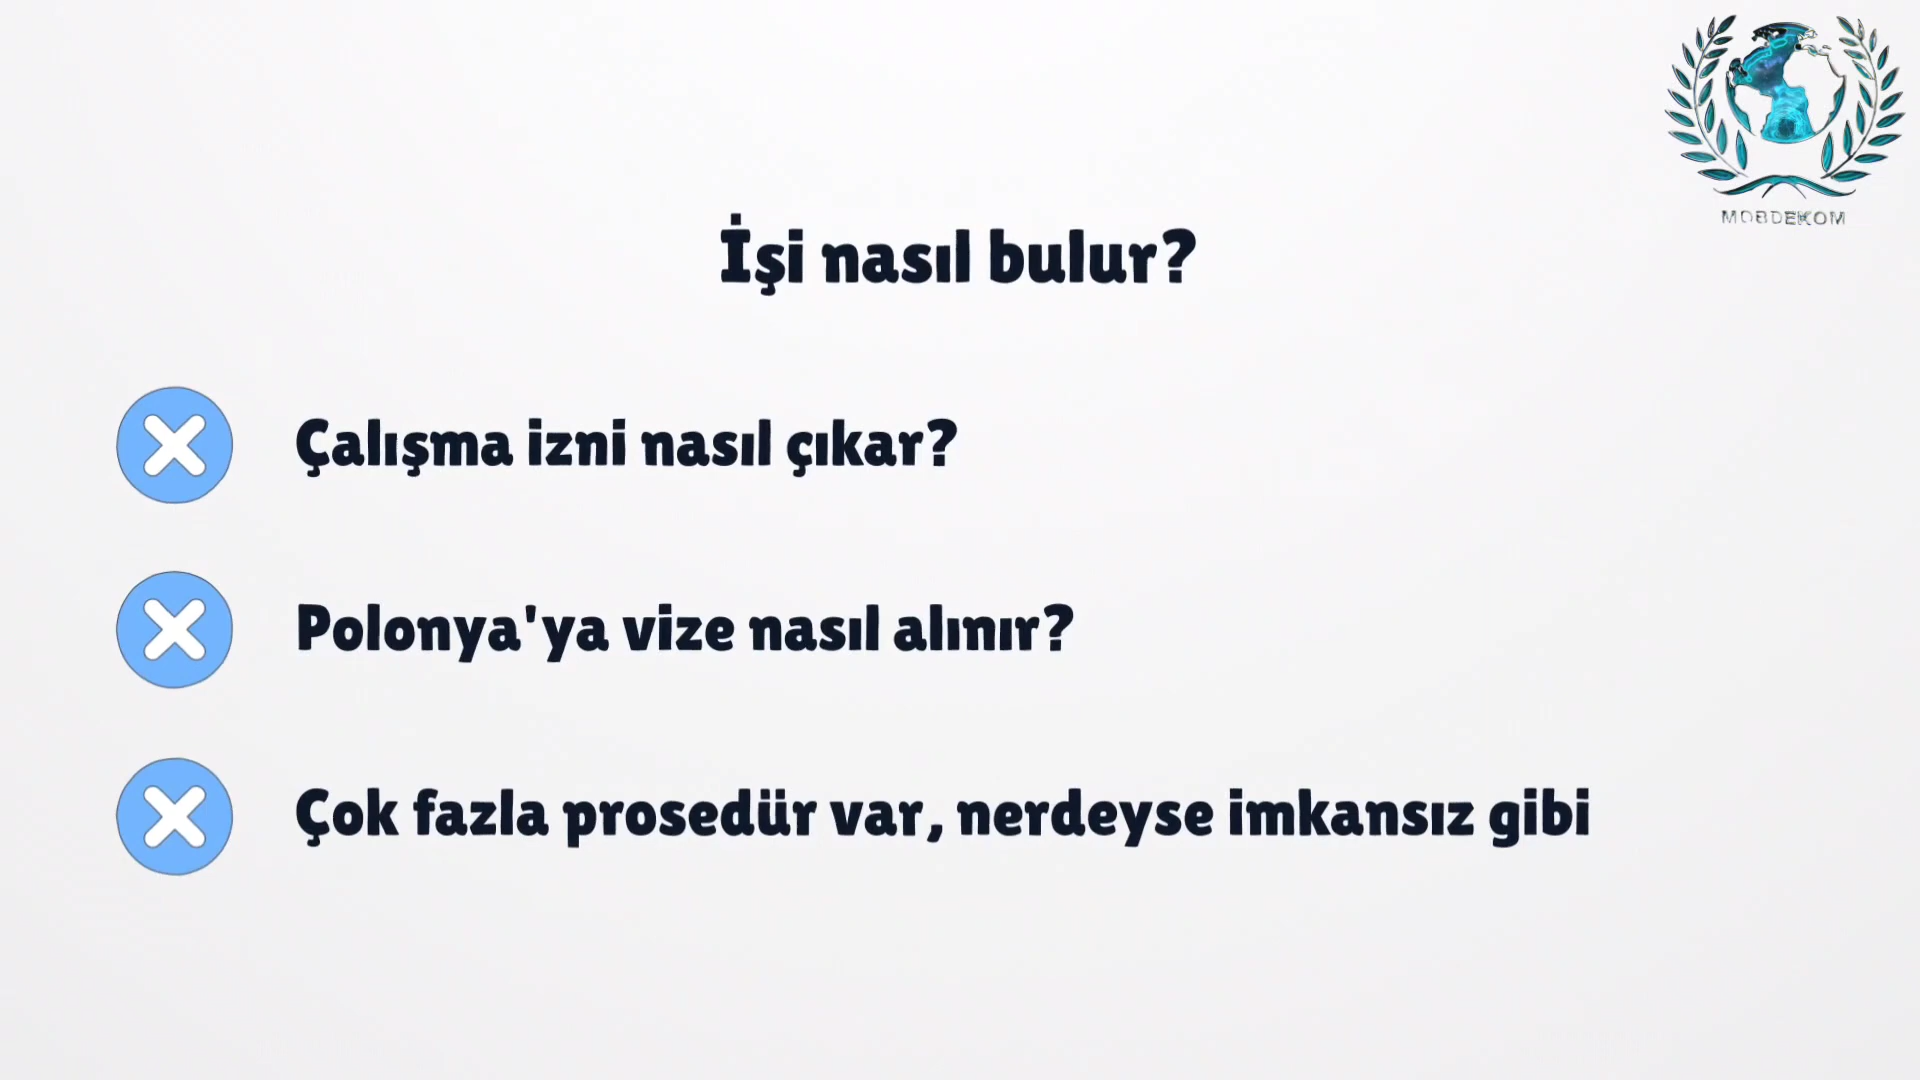 MOBDEKOM
İşi nasıl bulur?
Çalışma izni nasıl çıkar?
Polonya'ya vize nasıl alınır?
Çok fazla prosedür var, nerdeyse imkansız gibi